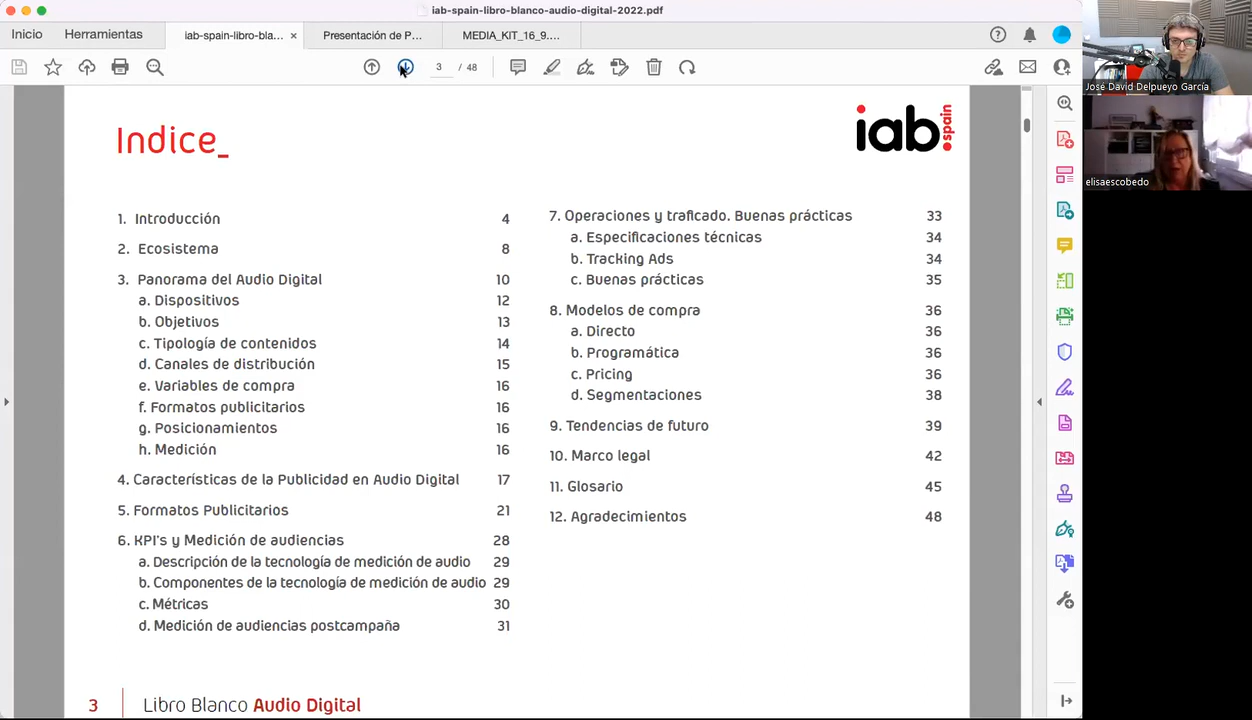 iab-spain-libro-blanco-audio-digital-2022.pdf
Inicio
Herramientas
iab-spain-libro-bla...
Presentación de P...
MEDIA_KIT_16_9....
3 / 48
José David Delpueyo García
elisaescobedo
Indice_
iab spain
1. Introducción 4
2. Ecosistema 8
3. Panorama del Audio Digital 10
a. Dispositivos 12
b. Objetivos 13
c. Tipología de contenidos 14
d. Canales de distribución 15
e. Variables de compra 16
f. Formatos publicitarios 16
g. Posicionamientos 16
h. Medición 16
4. Características de la Publicidad en Audio Digital 17
5. Formatos Publicitarios 21
6. KPI's y Medición de audiencias 28
a. Descripción de la tecnología de medición de audio 29
b. Componentes de la tecnología de medición de audio 29
c. Métricas 30
d. Medición de audiencias postcampaña 31
7. Operaciones y traficado. Buenas prácticas 33
a. Especificaciones técnicas 34
b. Tracking Ads 34
c. Buenas prácticas 35
8. Modelos de compra 36
a. Directo 36
b. Programática 36
c. Pricing 36
d. Segmentaciones 38
9. Tendencias de futuro 39
10. Marco legal 42
11. Glosario 45
12. Agradecimientos 48
3 Libro Blanco Audio Digital